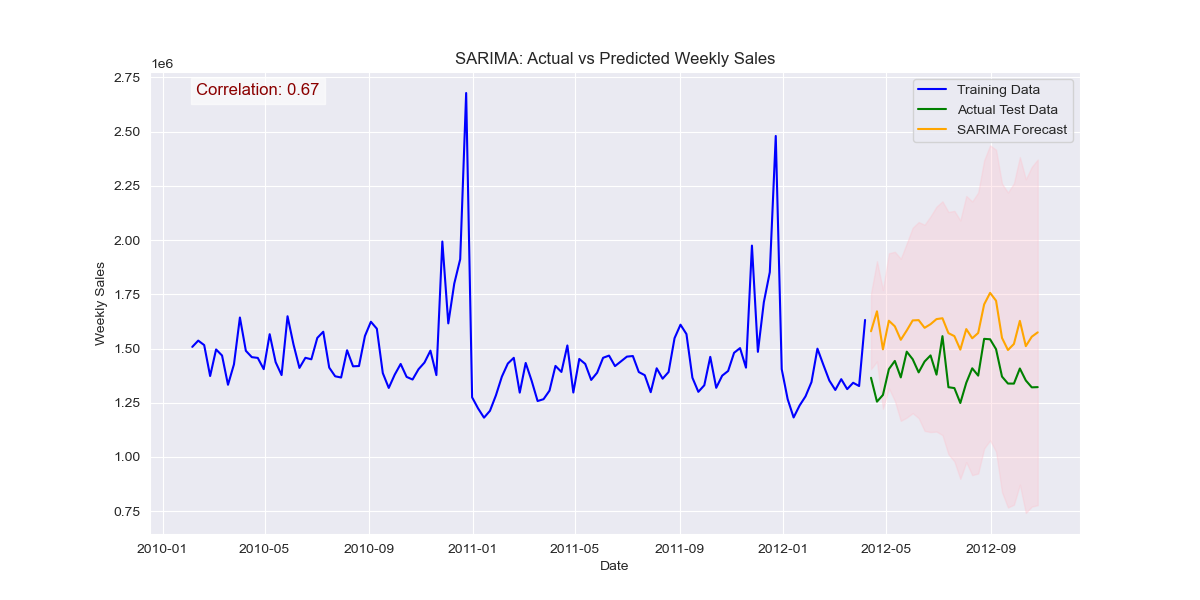 SARIMA: Actual vs Predicted Weekly Sales
1e6
Correlation: 0.67
Training Data
Actual Test Data
SARIMA Forecast
2.75
2.50
2.25
2.00
1.75
1.50
1.25
1.00
0.75
Weekly Sales
2010-01 2010-05 2010-09 2011-01 2011-05 2011-09 2012-01 2012-05 2012-09
Date